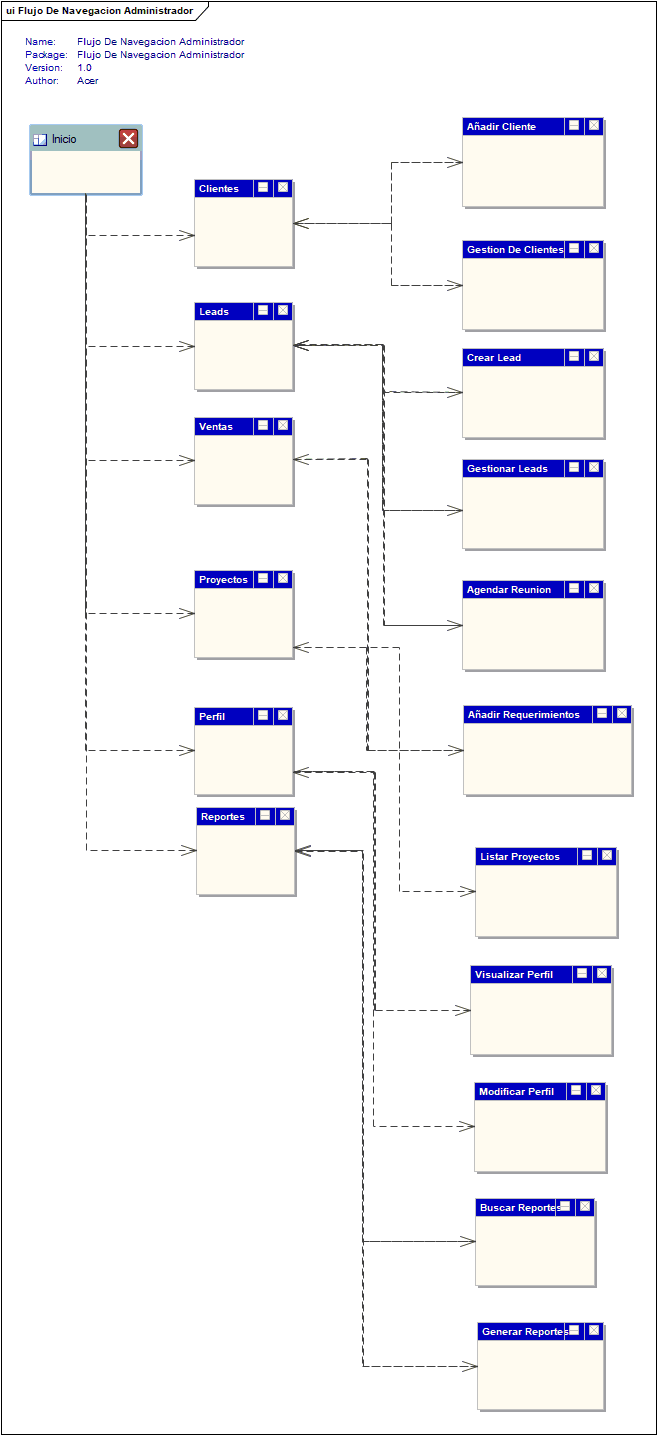 ui Flujo De Navegacion Administrador
Name: Flujo De Navegacion Administrador
Package: Flujo De Navegacion Administrador
Version: 1.0
Author: Acer
Inicio
Clientes
Leads
Ventas
Proyectos
Perfil
Reportes
Añadir Cliente
Gestion De Clientes
Crear Lead
Gestionar Leads
Agendar Reunion
Añadir Requerimientos
Listar Proyectos
Visualizar Perfil
Modificar Perfil
Buscar Reportes
Generar Reportes